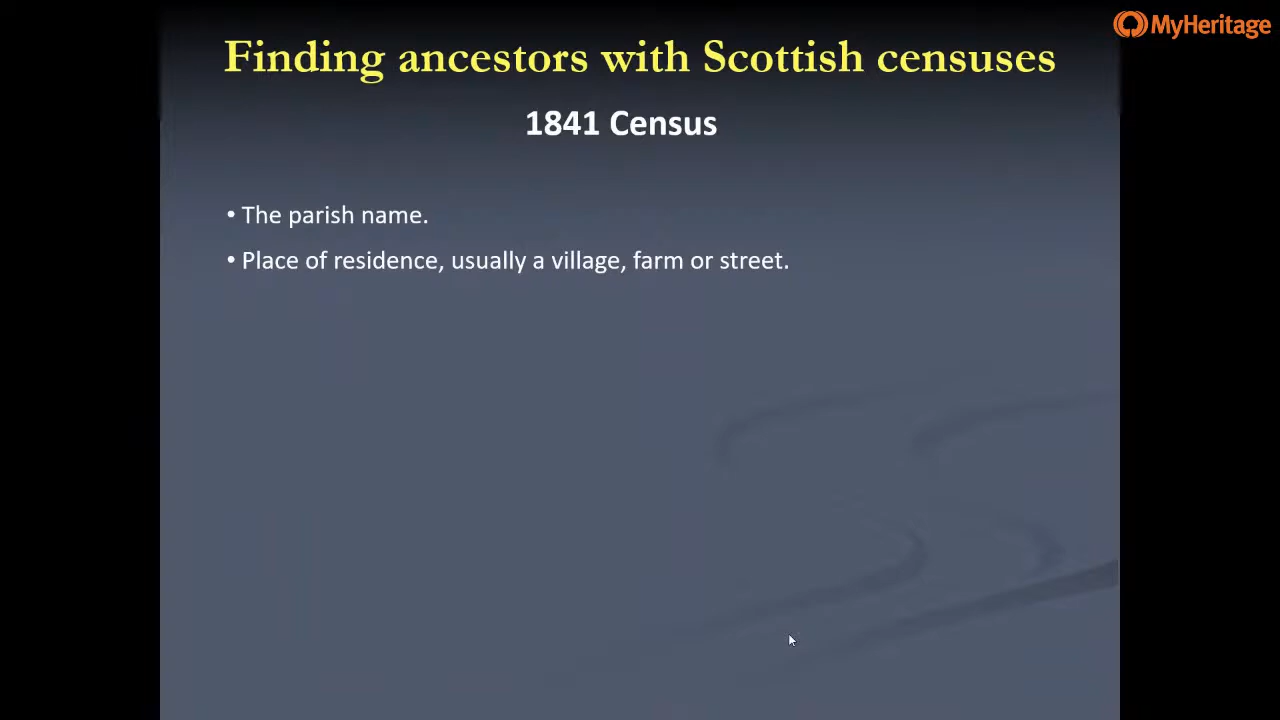 MyHeritage
Finding ancestors with Scottish censuses
1841 Census
• The parish name.
• Place of residence, usually a village, farm or street.